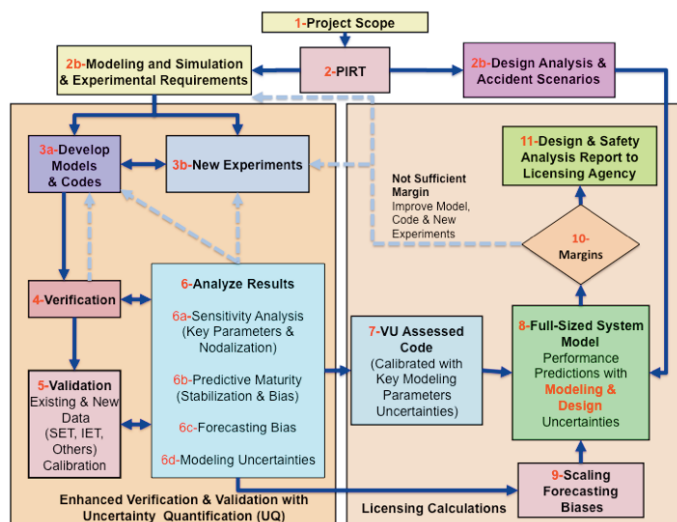 1-Project Scope
2b-Modeling and Simulation
& Experimental Requirements
2-PIRT
2b-Design Analysis &
Accident Scenarios
3a-Develop
Models
& Codes
3b-New Experiments
11-Design & Safety
Analysis Report to
Licensing Agency
Not Sufficient
Margin
Improve Model,
Code & New
Experiments
10-
Margins
4-Verification
6-Analyze Results
6a-Sensitivity Analysis
(Key Parameters &
Nodalization)
6b-Predictive Maturity
(Stabilization & Bias)
6c-Forecasting Bias
6d-Modeling Uncertainties
7-VU Assessed
Code
(Calibrated with
Key Modeling
Parameters
Uncertainties)
8-Full-Sized System
Model
Performance
Predictions with
Modeling &
Design
Uncertainties
5-Validation
Existing & New
Data
(SET, IET,
Others)
Calibration
9-Scaling
Forecasting
Biases
Enhanced Verification & Validation with
Uncertainty Quantification (UQ)
Licensing Calculations